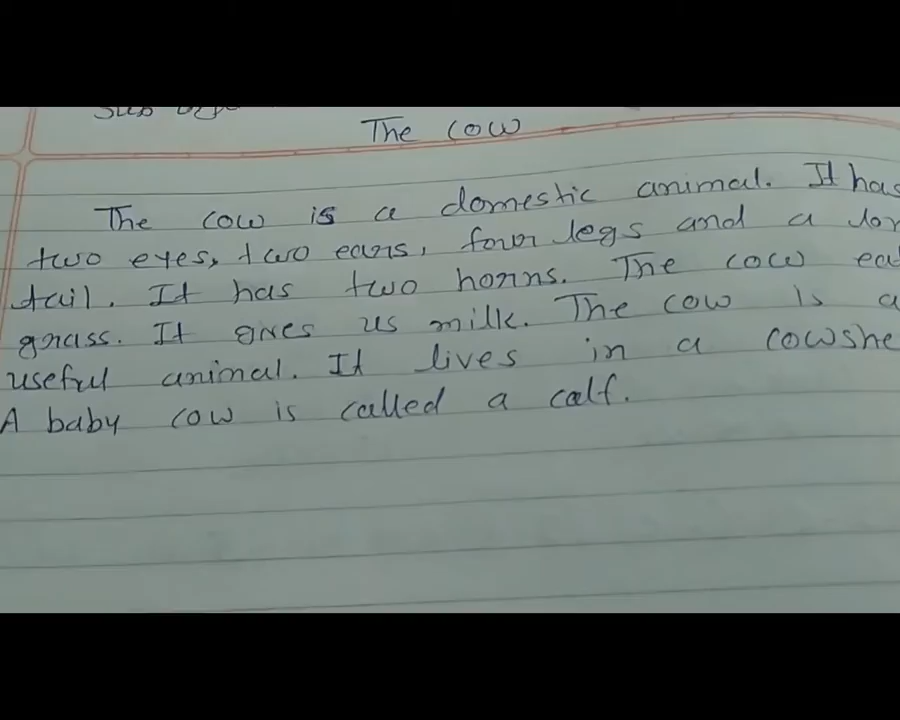 The cow
The cow is a domestic animal. It has
two eyes, two ears, four legs and a
tail. It has two horns. The cow
grass. It gives us milk. The cow is a
useful animal. It lives in a
A baby cow is called a calf.